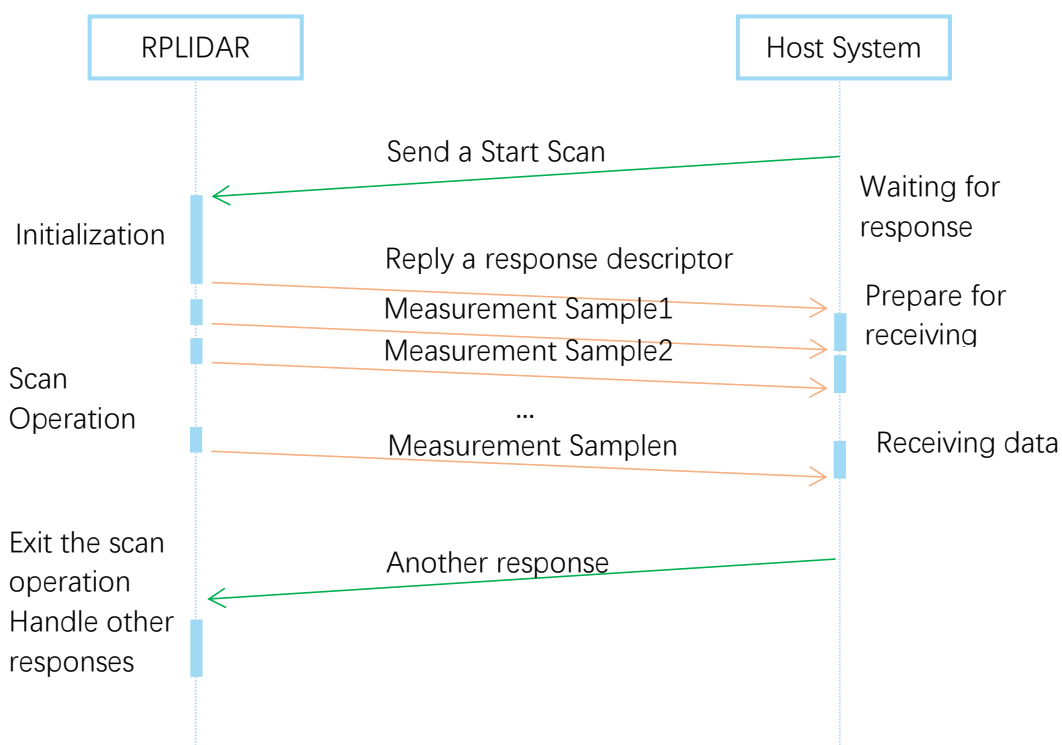 RPLIDAR
Host System
Send a Start Scan
Waiting for
response
Initialization
Reply a response descriptor
Prepare for
receiving
Measurement Sample1
Measurement Sample2
Scan
Operation
...
Measurement Samplen
Receiving data
Exit the scan
operation
Handle other
responses
Another response